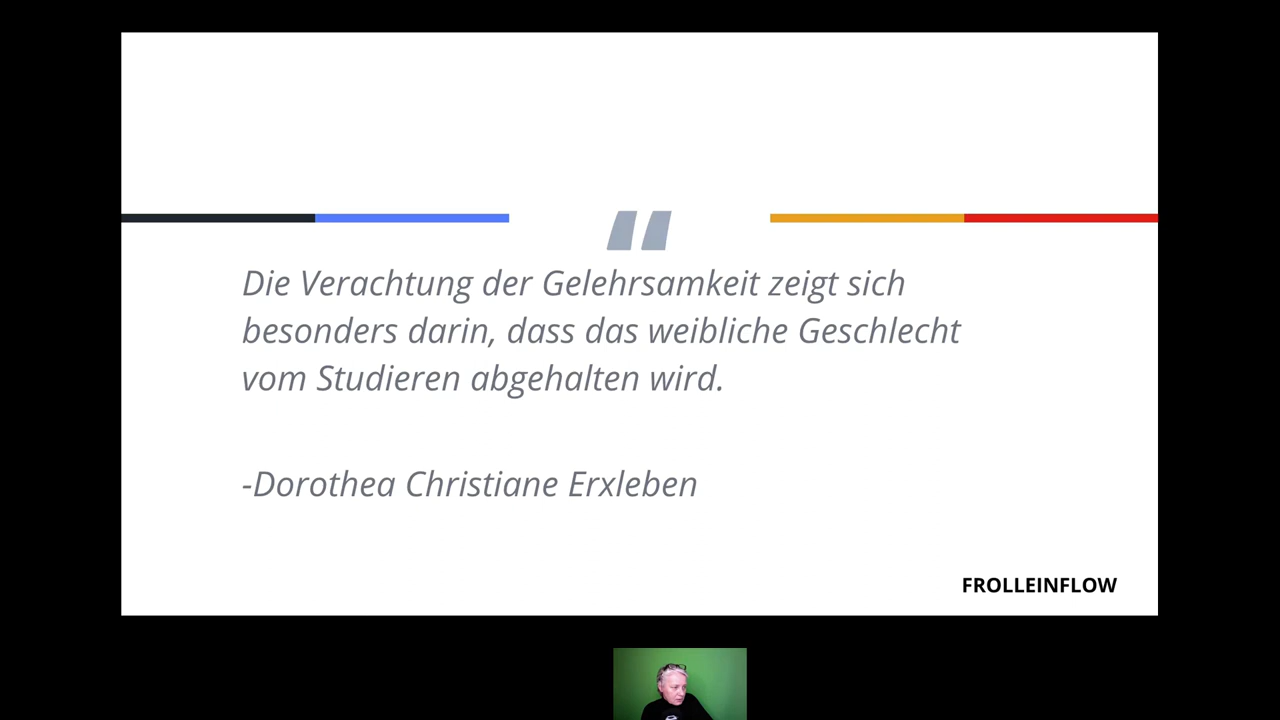 “
Die Verachtung der Gelehrsamkeit zeigt sich
besonders darin, dass das weibliche Geschlecht
vom Studieren abgehalten wird.
-Dorothea Christiane Erxleben
FROLLEINFLOW